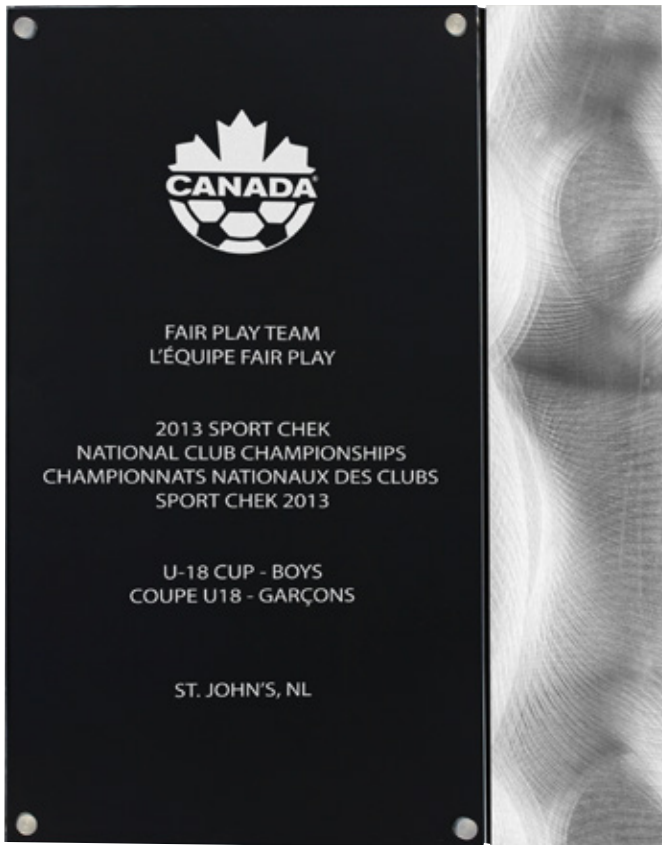 CANADA®
FAIR PLAY TEAM
L'ÉQUIPE FAIR PLAY
2013 SPORT CHEK
NATIONAL CLUB CHAMPIONSHIPS
CHAMPIONNATS NATIONAUX DES CLUBS
SPORT CHEK 2013
U-18 CUP - BOYS
COUPE U18 - GARÇONS
ST. JOHN'S, NL